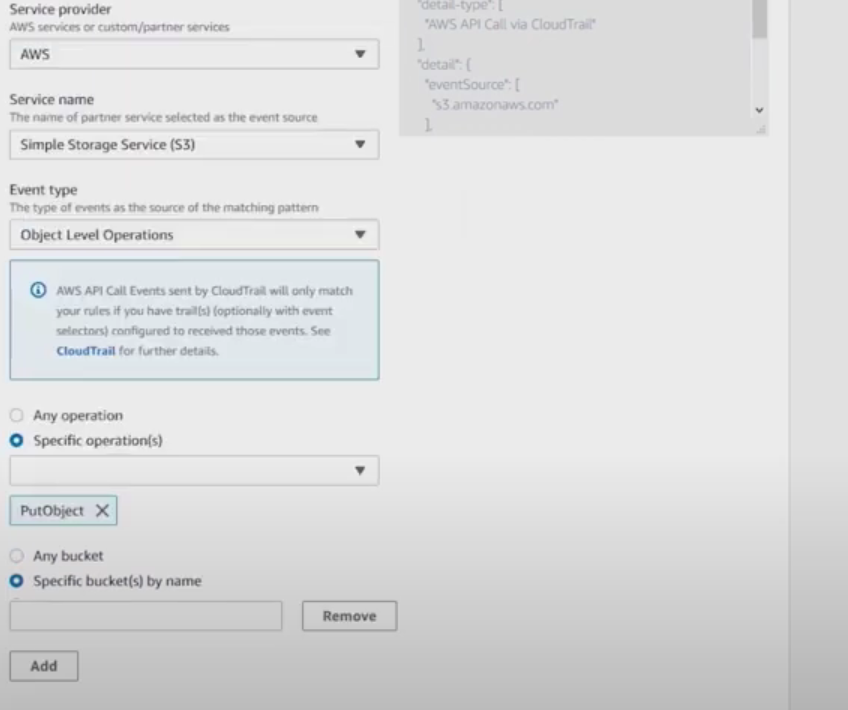 Service provider
AWS services or custom/partner services
AWS
Service name
The name of partner service selected as the event source
Simple Storage Service (S3)
Event type
The type of events as the source of the matching pattern
Object Level Operations
AWS API Call Events sent by CloudTrail will only match
your rules if you have trail(s) (optionally with event
selectors) configured to received those events. See
CloudTrail for further details.
Any operation
Specific operation(s)
PutObject
Any bucket
Specific bucket(s) by name
Remove
Add
"detail-type": [
"AWS API Call via CloudTrail"
],
"detail": {
"eventSource": [
"s3.amazonaws.com"
],